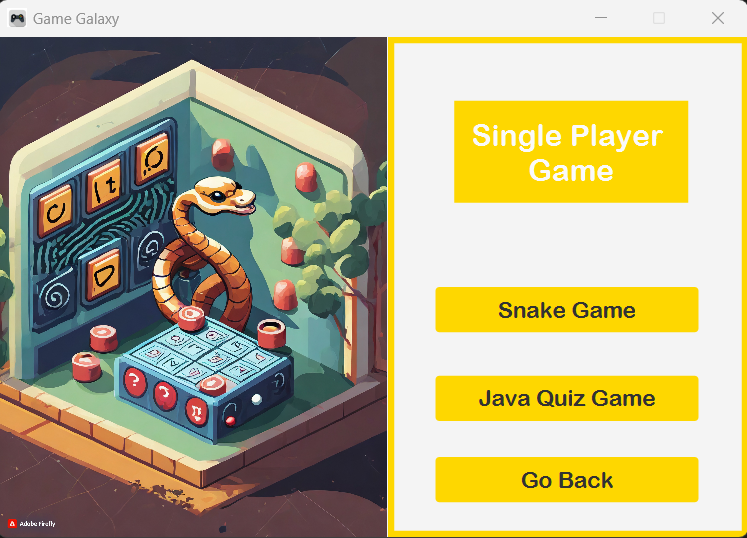 Game Galaxy
Single Player
Game
Snake Game
Java Quiz Game
Go Back
Adobe Firefly